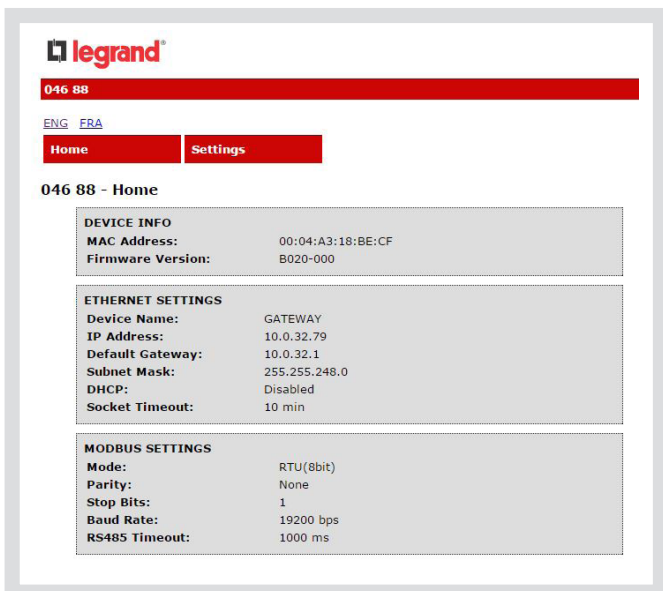 legrand®
046 88
ENG FRA
Home Settings
046 88 - Home
DEVICE INFO
MAC Address: 00:04:A3:18:BE:CF
Firmware Version: B020-000
ETHERNET SETTINGS
Device Name: GATEWAY
IP Address: 10.0.32.79
Default Gateway: 10.0.32.1
Subnet Mask: 255.255.248.0
DHCP: Disabled
Socket Timeout: 10 min
MODBUS SETTINGS
Mode: RTU(8bit)
Parity: None
Stop Bits: 1
Baud Rate: 19200 bps
RS485 Timeout: 1000 ms